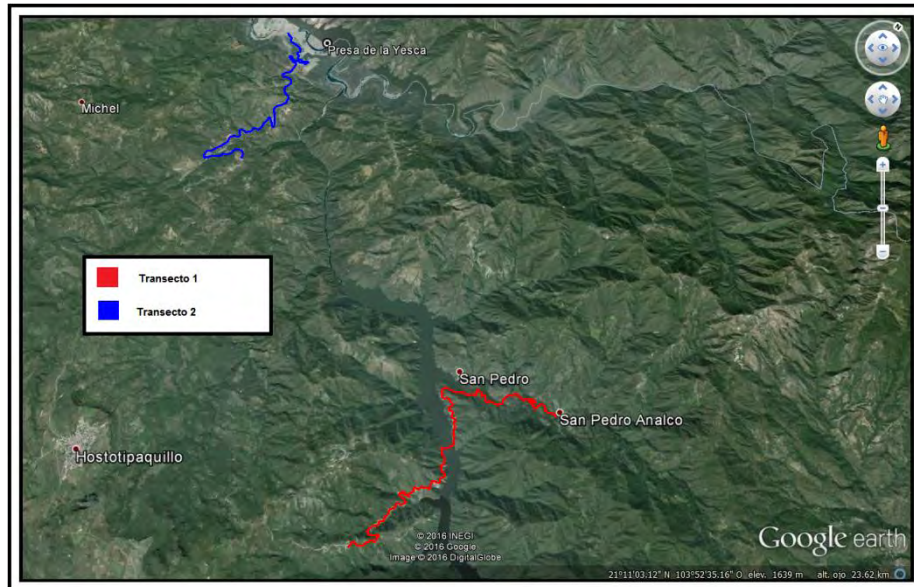 Presa de la Yesca
Michel
Transecto 1
Transecto 2
San Pedro
San Pedro Analco
Hostotipaquillo
© 2016 INEGI
© 2016 Google
Image © 2016 DigitalGlobe
Google earth
21°11'03.12" N 103°52'35.16" O elev. 1639 m alt. ojo 23.62 km